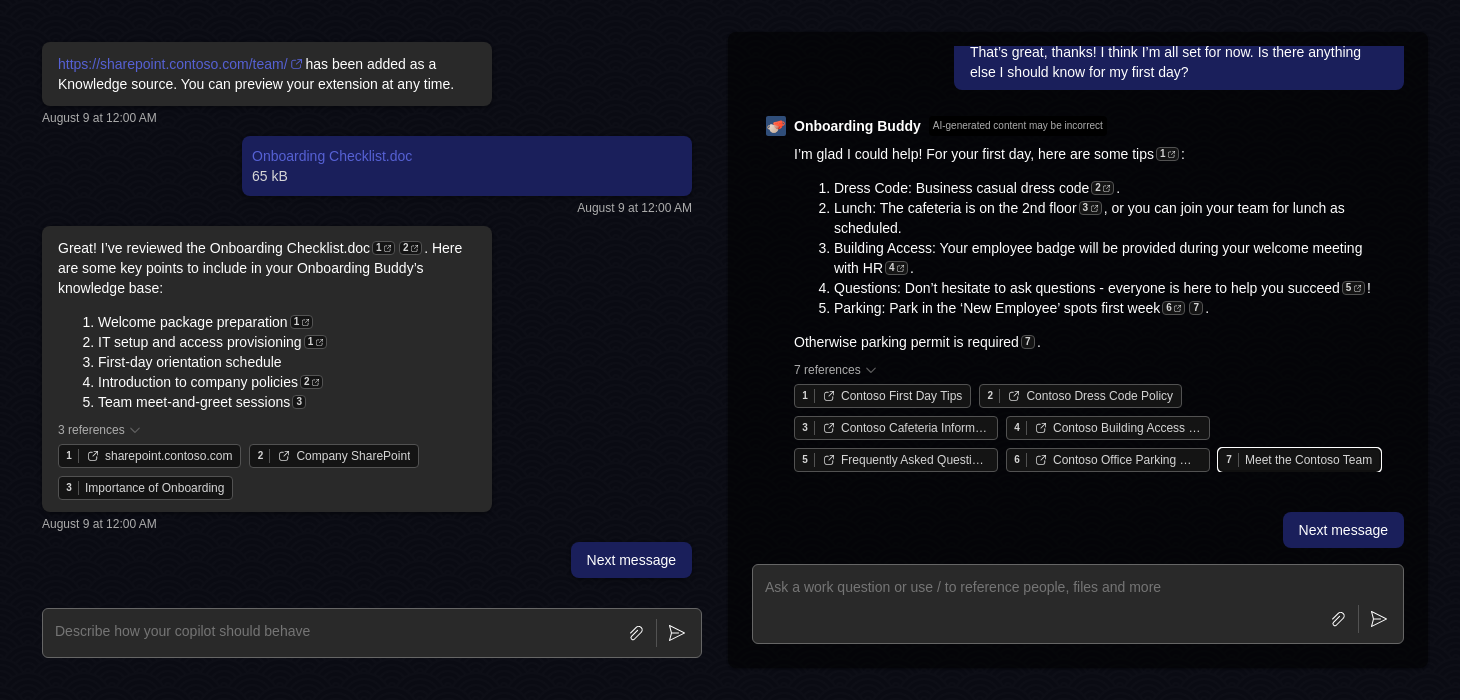 https://sharepoint.contoso.com/team/ has been added as a
Knowledge source. You can preview your extension at any time.
August 9 at 12:00 AM
Onboarding Checklist.doc
65 kB
August 9 at 12:00 AM
Great! I’ve reviewed the Onboarding Checklist.doc 1 2 . Here
are some key points to include in your Onboarding Buddy’s
knowledge base:
1. Welcome package preparation 1
2. IT setup and access provisioning 1
3. First-day orientation schedule
4. Introduction to company policies 2
5. Team meet-and-greet sessions 3
3 references
1 sharepoint.contoso.com 2 Company SharePoint
3 Importance of Onboarding
August 9 at 12:00 AM
Next message
Describe how your copilot should behave
That’s great, thanks! I think I’m all set for now. Is there anything
else I should know for my first day?
Onboarding Buddy AI-generated content may be incorrect
I’m glad I could help! For your first day, here are some tips 1 :
1. Dress Code: Business casual dress code 2 .
2. Lunch: The cafeteria is on the 2nd floor 3 , or you can join your team for lunch as
scheduled.
3. Building Access: Your employee badge will be provided during your welcome meeting
with HR 4 .
4. Questions: Don’t hesitate to ask questions - everyone is here to help you succeed 5 !
5. Parking: Park in the ‘New Employee’ spots first week 6 7 .
Otherwise parking permit is required 7 .
7 references
1 Contoso First Day Tips 2 Contoso Dress Code Policy
3 Contoso Cafeteria Inform… 4 Contoso Building Access …
5 Frequently Asked Questi… 6 Contoso Office Parking … 7 Meet the Contoso Team
Next message
Ask a work question or use / to reference people, files and more